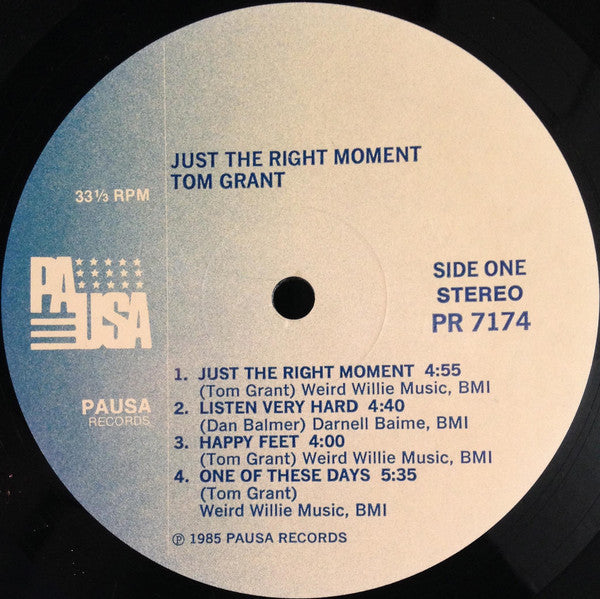 JUST THE RIGHT MOMENT
TOM GRANT
33⅓ RPM
PAUSA
SIDE ONE
STEREO
PR 7174
PAUSA
RECORDS
1. JUST THE RIGHT MOMENT 4:55
(Tom Grant) Weird Willie Music, BMI
2. LISTEN VERY HARD 4:40
(Dan Balmer) Darnell Baime, BMI
3. HAPPY FEET 4:00
(Tom Grant) Weird Willie Music, BMI
4. ONE OF THESE DAYS 5:35
(Tom Grant)
Weird Willie Music, BMI
℗ 1985 PAUSA RECORDS